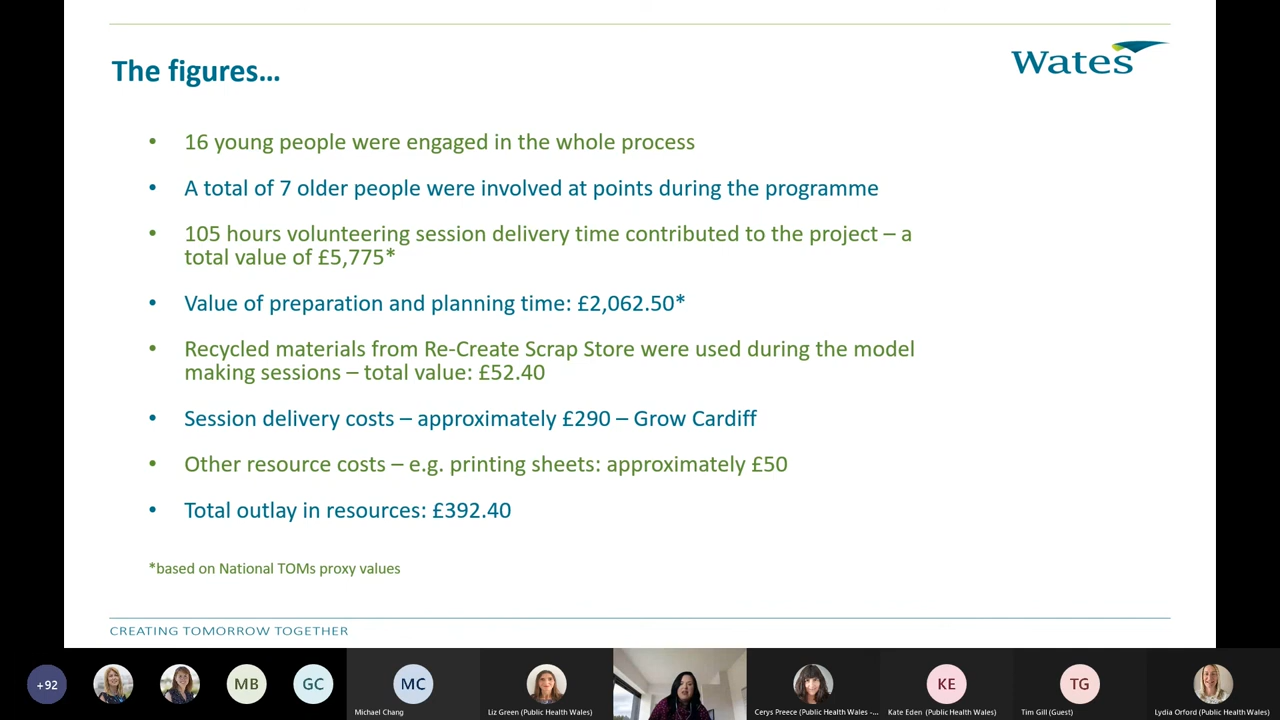 The figures...
Wates
• 16 young people were engaged in the whole process
• A total of 7 older people were involved at points during the programme
• 105 hours volunteering session delivery time contributed to the project – a
total value of £5,775*
• Value of preparation and planning time: £2,062.50*
• Recycled materials from Re-Create Scrap Store were used during the model
making sessions – total value: £52.40
• Session delivery costs – approximately £290 – Grow Cardiff
• Other resource costs – e.g. printing sheets: approximately £50
• Total outlay in resources: £392.40
*based on National TOMs proxy values
CREATING TOMORROW TOGETHER
+92
MB
GC
MC
KE
TG
Michael Chang
Liz Green (Public Health Wales)
Cerys Preece (Public Health Wales -...
Kate Eden (Public Health Wales)
Tim Gill (Guest)
Lydia Orford (Public Health Wales)